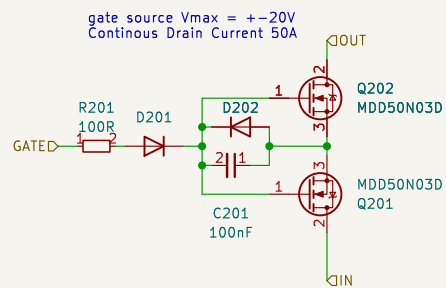 gate source Vmax = +-20V
Continous Drain Current 50A
OUT
2
1
Q202
MDD50N03D
3
R201
100R
D201
D202
GATE
1
2
2
1
3
MDD50N03D
Q201
1
2
C201
100nF
IN